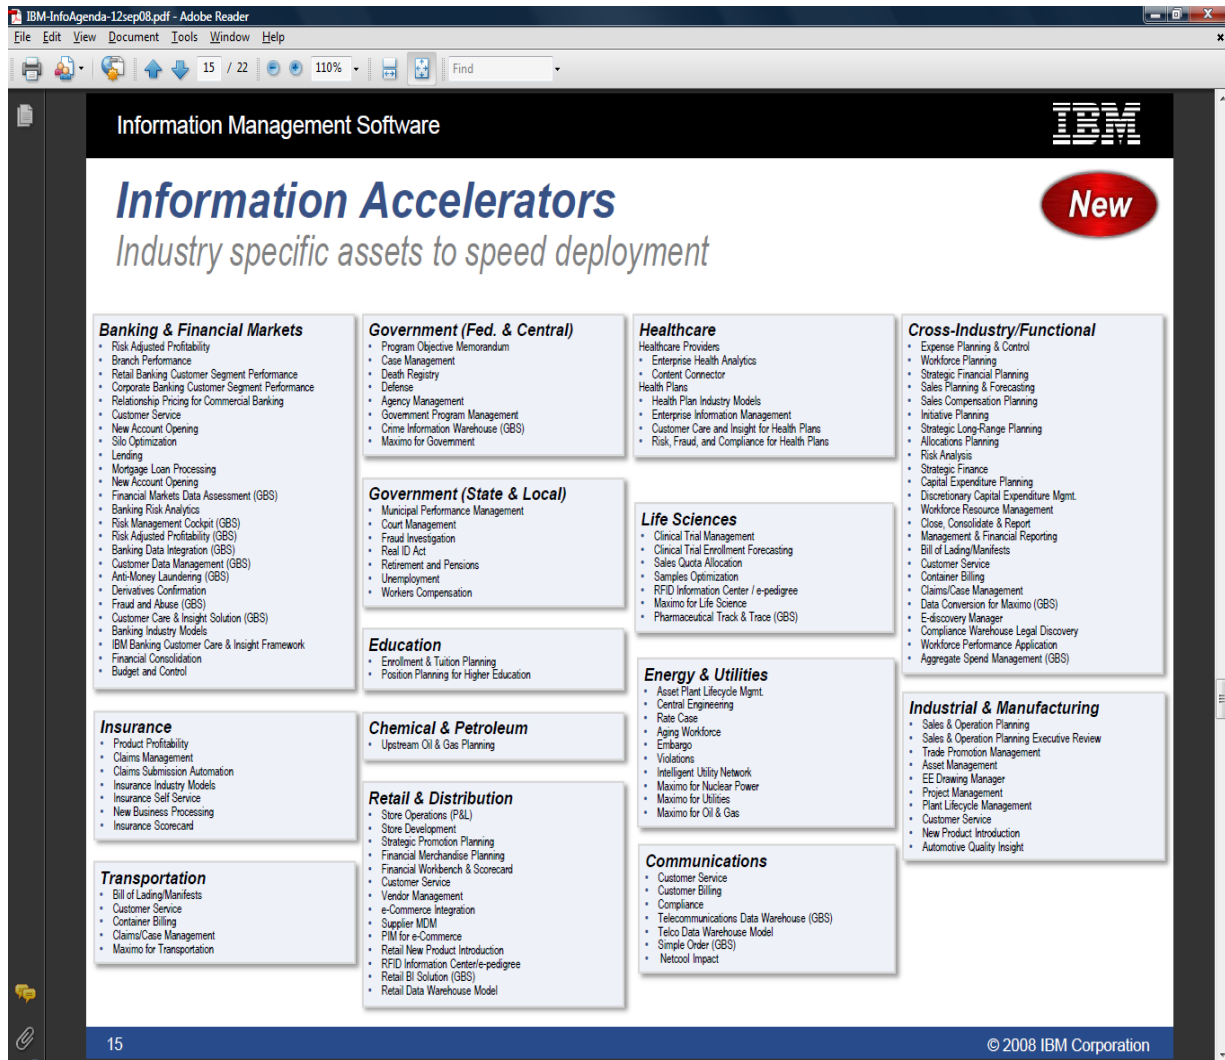 IBM-InfoAgenda-12sep08.pdf - Adobe Reader
File Edit View Document Tools Window Help
15 / 22 110% Find
Information Management Software
IBM
Information Accelerators
New
Industry specific assets to speed deployment
Banking & Financial Markets
• Risk Adjusted Profitability
• Branch Performance
• Retail Banking Customer Segment Performance
• Corporate Banking Customer Segment Performance
• Relationship Pricing for Commercial Banking
• Customer Service
• New Account Opening
• Silo Optimization
• Lending
• Mortgage Loan Processing
• New Account Opening
• Financial Markets Data Assessment (GBS)
• Banking Risk Analytics
• Risk Management Cockpit (GBS)
• Risk Adjusted Profitability (GBS)
• Banking Data Integration (GBS)
• Customer Data Management (GBS)
• Anti-Money Laundering (GBS)
• Derivatives Confirmation
• Fraud and Abuse (GBS)
• Customer Care & Insight Solution (GBS)
• Banking Industry Models
• IBM Banking Customer Care & Insight Framework
• Financial Consolidation
• Budget and Control
Insurance
• Product Profitability
• Claims Management
• Claims Submission Automation
• Insurance Industry Models
• Insurance Self Service
• New Business Processing
• Insurance Scorecard
Transportation
• Bill of Lading/Manifests
• Customer Service
• Container Billing
• Claims/Case Management
• Maximo for Transportation
Government (Fed. & Central)
• Program Objective Memorandum
• Case Management
• Death Registry
• Defense
• Agency Management
• Government Program Management
• Crime Information Warehouse (GBS)
• Maximo for Government
Government (State & Local)
• Municipal Performance Management
• Court Management
• Fraud Investigation
• Real ID Act
• Retirement and Pensions
• Unemployment
• Workers Compensation
Education
• Enrollment & Tuition Planning
• Position Planning for Higher Education
Chemical & Petroleum
• Upstream Oil & Gas Planning
Retail & Distribution
• Store Operations (P&L)
• Store Development
• Strategic Promotion Planning
• Financial Merchandise Planning
• Financial Workbench & Scorecard
• Customer Service
• Vendor Management
• e-Commerce Integration
• Supplier MDM
• PIM for e-Commerce
• Retail New Product Introduction
• RFID Information Center/e-pedigree
• Retail BI Solution (GBS)
• Retail Data Warehouse Model
Healthcare
Healthcare Providers
• Enterprise Health Analytics
• Content Connector
Health Plans
• Health Plan Industry Models
• Enterprise Information Management
• Customer Care and Insight for Health Plans
• Risk, Fraud, and Compliance for Health Plans
Life Sciences
• Clinical Trial Management
• Clinical Trial Enrollment Forecasting
• Sales Quota Allocation
• Samples Optimization
• RFID Information Center / e-pedigree
• Maximo for Life Science
• Pharmaceutical Track & Trace (GBS)
Energy & Utilities
• Asset Plant Lifecycle Mgmt.
• Central Engineering
• Rate Case
• Aging Workforce
• Embargo
• Violations
• Intelligent Utility Network
• Maximo for Nuclear Power
• Maximo for Utilities
• Maximo for Oil & Gas
Communications
• Customer Service
• Customer Billing
• Compliance
• Telecommunications Data Warehouse (GBS)
• Telco Data Warehouse Model
• Simple Order (GBS)
• Netcool Impact
Cross-Industry/Functional
• Expense Planning & Control
• Workforce Planning
• Strategic Financial Planning
• Sales Planning & Forecasting
• Sales Compensation Planning
• Initiative Planning
• Strategic Long-Range Planning
• Allocations Planning
• Risk Analysis
• Strategic Finance
• Capital Expenditure Planning
• Discretionary Capital Expenditure Mgmt.
• Workforce Resource Management
• Close, Consolidate & Report
• Management & Financial Reporting
• Bill of Lading/Manifests
• Customer Service
• Container Billing
• Claims/Case Management
• Data Conversion for Maximo (GBS)
• E-discovery Manager
• Compliance Warehouse Legal Discovery
• Workforce Performance Application
• Aggregate Spend Management (GBS)
Industrial & Manufacturing
• Sales & Operation Planning
• Sales & Operation Planning Executive Review
• Trade Promotion Management
• Asset Management
• EE Drawing Manager
• Project Management
• Plant Lifecycle Management
• Customer Service
• New Product Introduction
• Automotive Quality Insight
15
© 2008 IBM Corporation